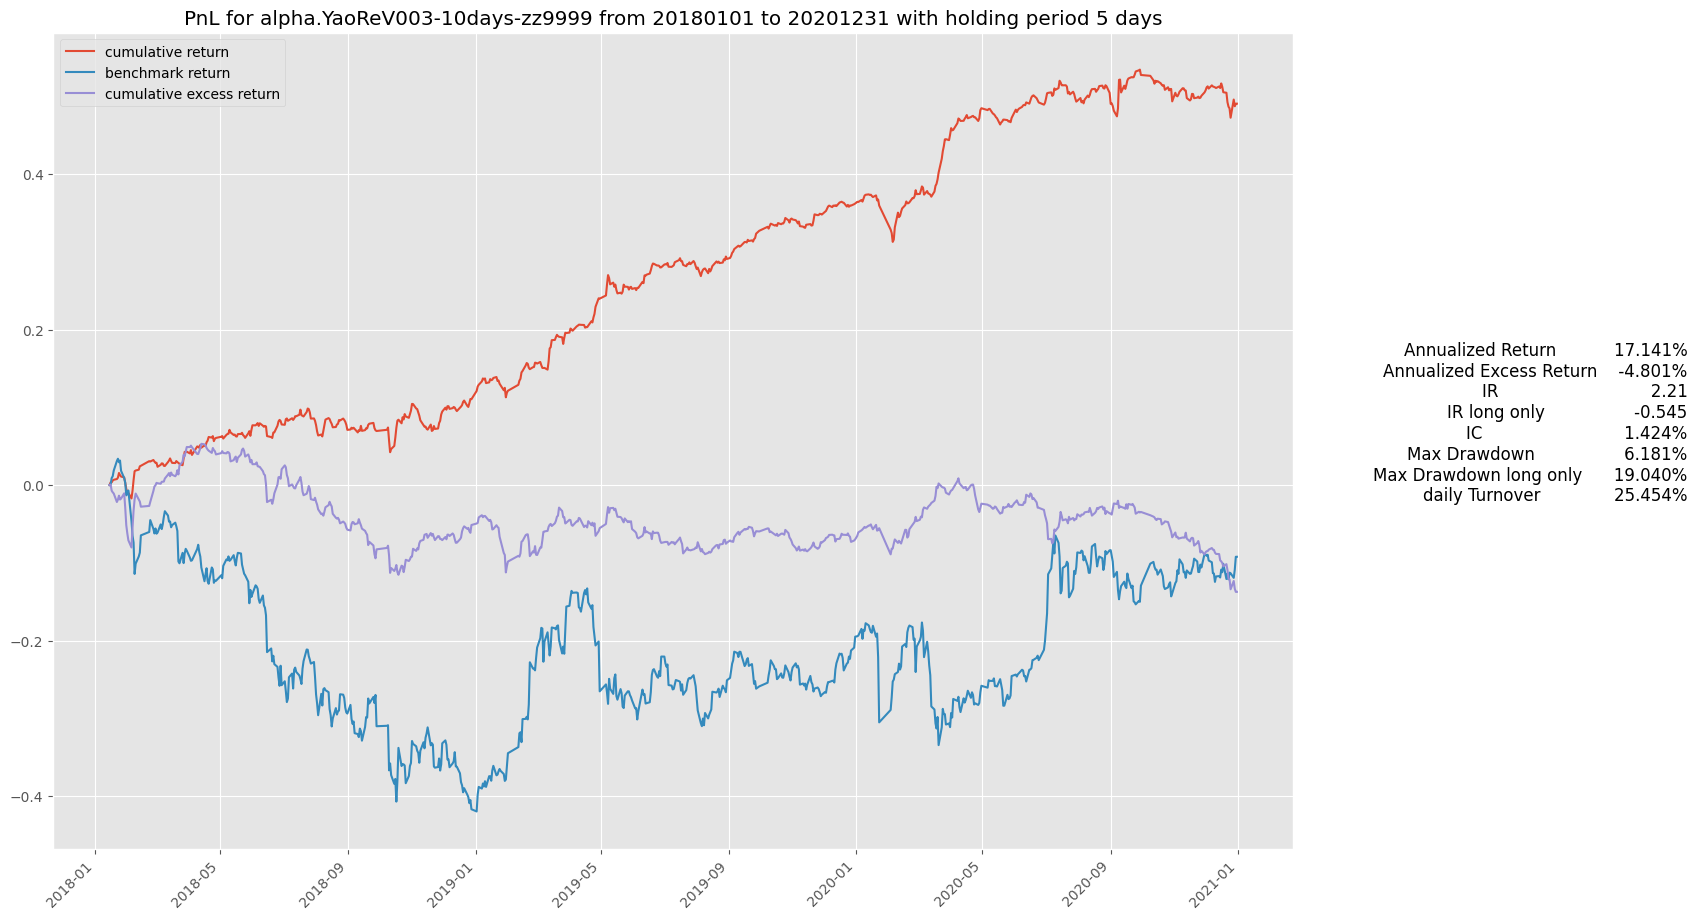 PnL for alpha.YaoReV003-10days-zz9999 from 20180101 to 20201231 with holding period 5 days
cumulative return
benchmark return
cumulative excess return
0.4
0.2
0.0
−0.2
−0.4
2018-01
2018-05
2018-09
2019-01
2019-05
2019-09
2020-01
2020-05
2020-09
2021-01
Annualized Return 17.141%
Annualized Excess Return -4.801%
IR 2.21
IR long only -0.545
IC 1.424%
Max Drawdown 6.181%
Max Drawdown long only 19.040%
daily Turnover 25.454%